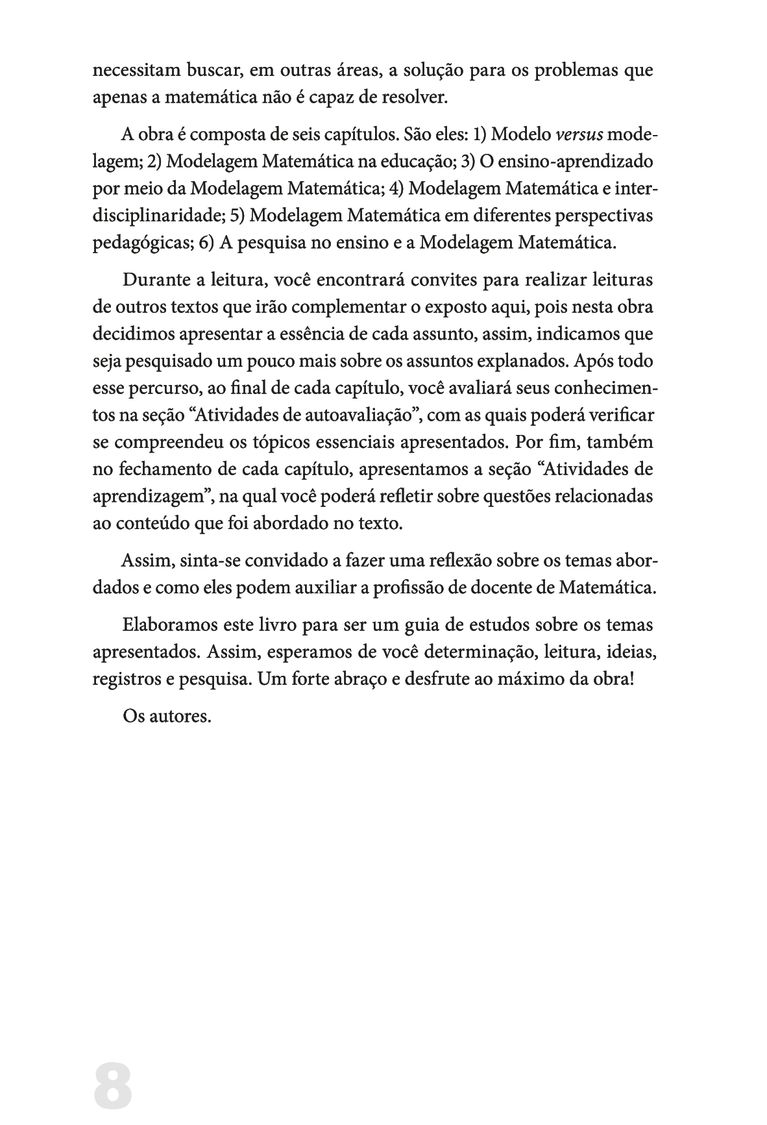 necessitam buscar, em outras áreas, a solução para os problemas que
apenas a matemática não é capaz de resolver.
A obra é composta de seis capítulos. São eles: 1) Modelo versus mode-
lagem; 2) Modelagem Matemática na educação; 3) O ensino-aprendizado
por meio da Modelagem Matemática; 4) Modelagem Matemática e inter-
disciplinaridade; 5) Modelagem Matemática em diferentes perspectivas
pedagógicas; 6) A pesquisa no ensino e a Modelagem Matemática.
Durante a leitura, você encontrará convites para realizar leituras
de outros textos que irão complementar o exposto aqui, pois nesta obra
decidimos apresentar a essência de cada assunto, assim, indicamos que
seja pesquisado um pouco mais sobre os assuntos explanados. Após todo
esse percurso, ao final de cada capítulo, você avaliará seus conhecimen-
tos na seção “Atividades de autoavaliação”, com as quais poderá verificar
se compreendeu os tópicos essenciais apresentados. Por fim, também
no fechamento de cada capítulo, apresentamos a seção “Atividades de
aprendizagem”, na qual você poderá refletir sobre questões relacionadas
ao conteúdo que foi abordado no texto.
Assim, sinta-se convidado a fazer uma reflexão sobre os temas abor-
dados e como eles podem auxiliar a profissão de docente de Matemática.
Elaboramos este livro para ser um guia de estudos sobre os temas
apresentados. Assim, esperamos de você determinação, leitura, ideias,
registros e pesquisa. Um forte abraço e desfrute ao máximo da obra!
Os autores.
8